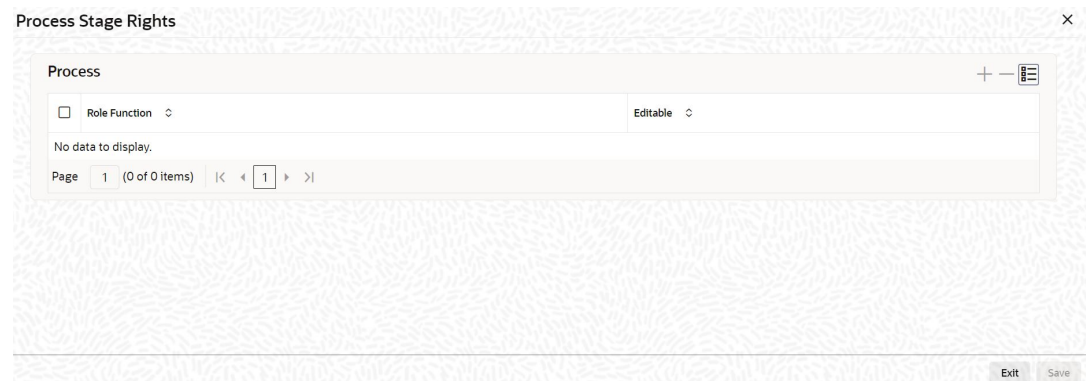 Process Stage Rights
Process
Role Function Editable
No data to display.
Page 1 (0 of 0 items) 1
Exit Save